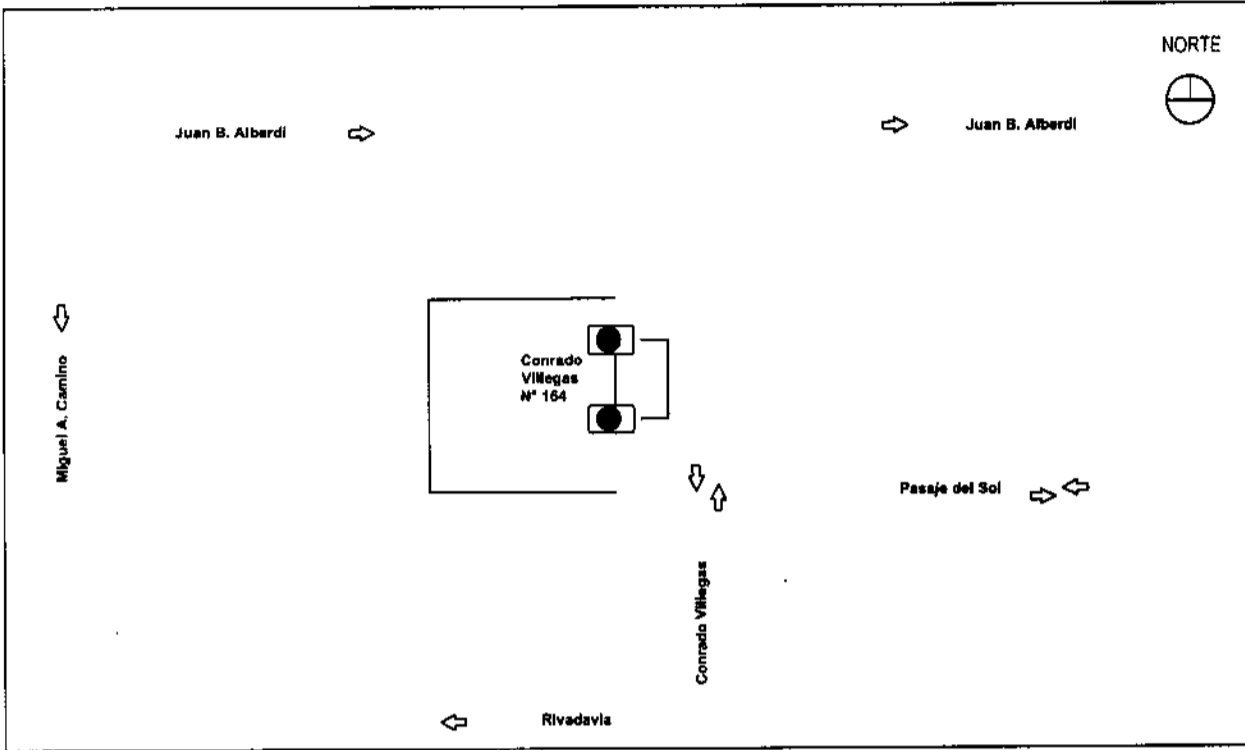 NORTE
Juan B. Alberdi
Juan B. Alberdi
Miguel A. Camino
Conrado
Villegas
N° 164
Pasaje del Sol
Conrado Villegas
Rivadavia